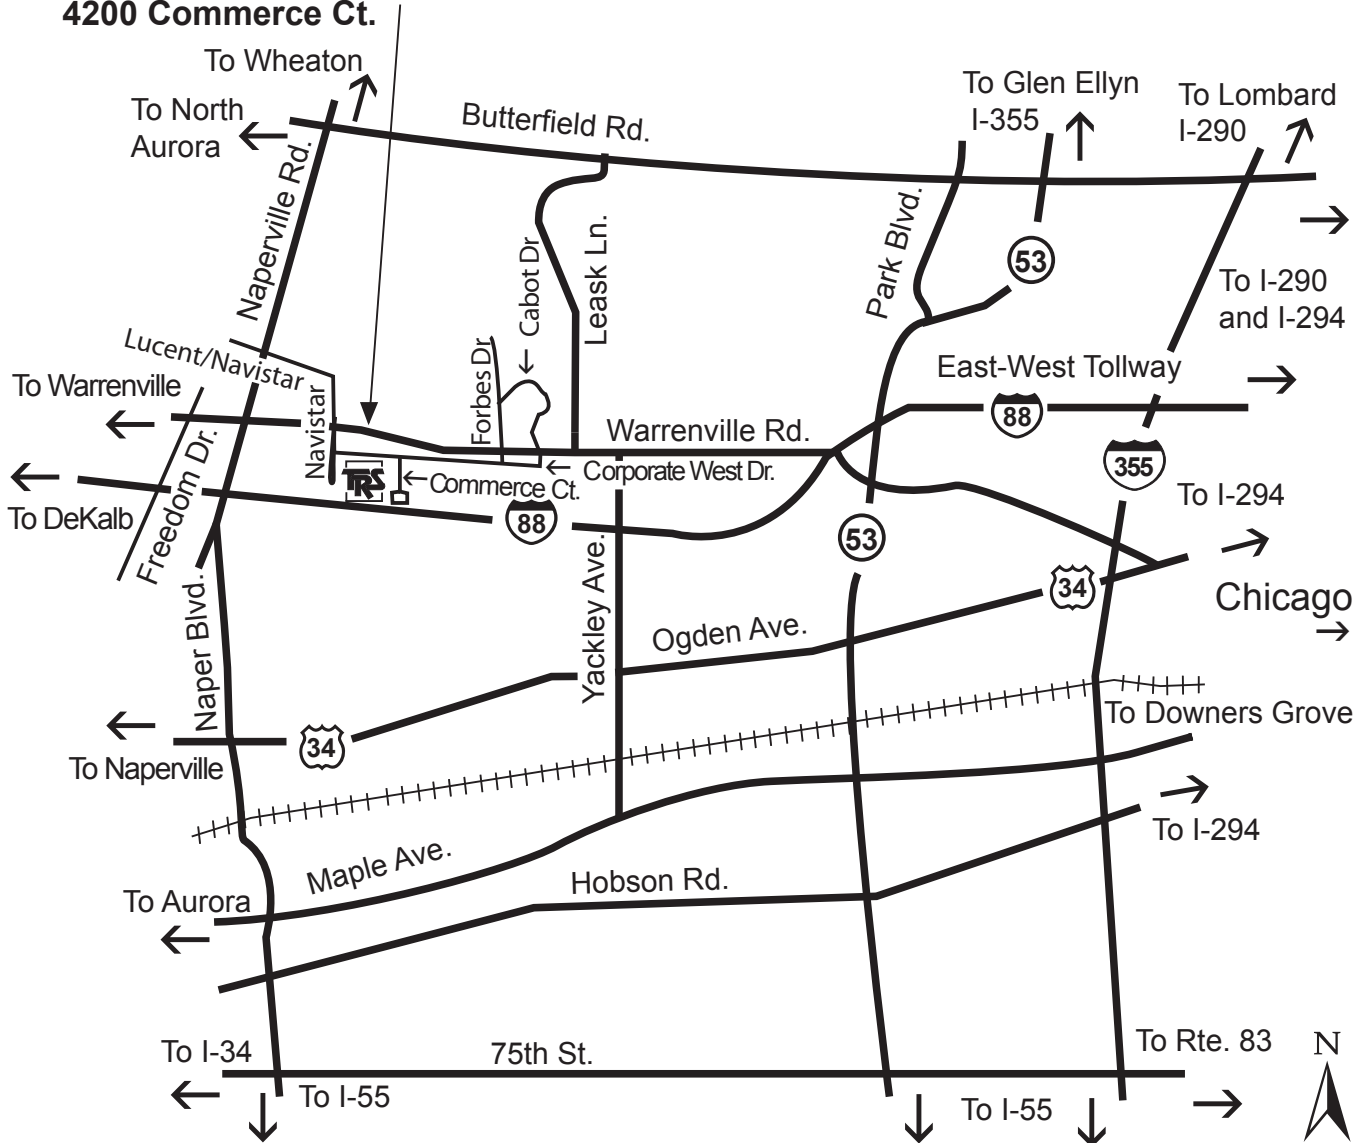 4200 Commerce Ct.
To Wheaton
To North
Aurora
Butterfield Rd.
To Glen Ellyn
I-355
To Lombard
I-290
Naperville Rd.
Park Blvd.
Leask Ln.
Cabot Dr
53
To I-290
and I-294
Lucent/Navistar
To Warrenville
Navistar
Forbes Dr
East-West Tollway
88
Freedom Dr.
Warrenville Rd.
Corporate West Dr.
355
TRS
Commerce Ct.
88
To DeKalb
To I-294
53
Naper Blvd.
Yackley Ave.
Ogden Ave.
34
Chicago
To Downers Grove
34
To Naperville
To I-294
Maple Ave.
To Aurora
Hobson Rd.
To I-34
75th St.
To Rte. 83
N
To I-55
To I-55